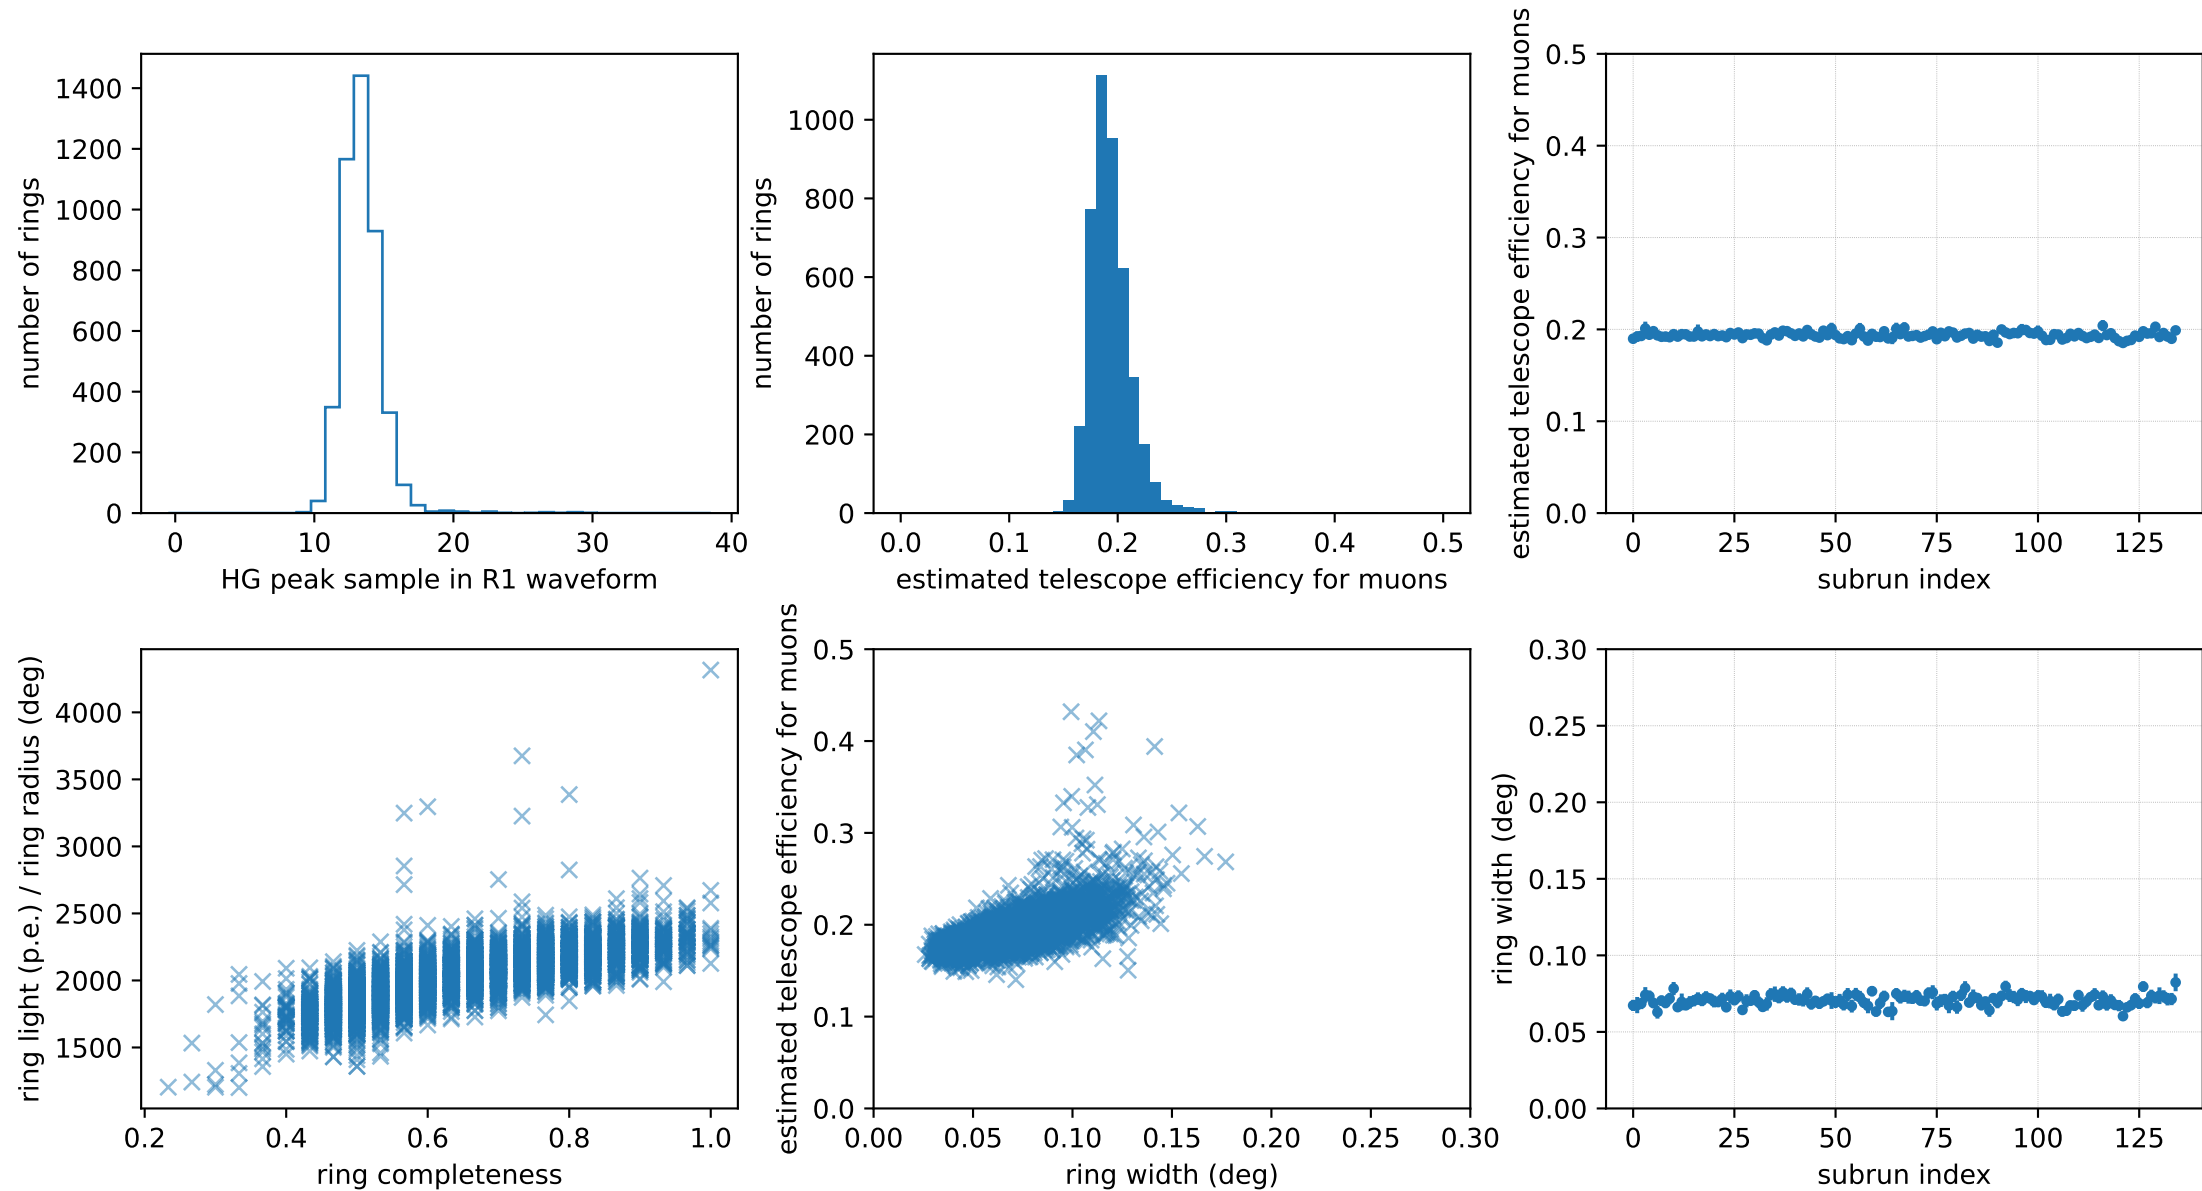 number of rings
1400
1200
1000
800
600
400
200
0
0 10 20 30 40
HG peak sample in R1 waveform
number of rings
1000
800
600
400
200
0
0.0 0.1 0.2 0.3 0.4 0.5
estimated telescope efficiency for muons
estimated telescope efficiency for muons
0.5
0.4
0.3
0.2
0.1
0.0
0 25 50 75 100 125
subrun index
ring light (p.e.) / ring radius (deg)
4000
3500
3000
2500
2000
1500
0.2 0.4 0.6 0.8 1.0
ring completeness
estimated telescope efficiency for muons
0.5
0.4
0.3
0.2
0.1
0.0
0.00 0.05 0.10 0.15 0.20 0.25 0.30
ring width (deg)
ring width (deg)
0.30
0.25
0.20
0.15
0.10
0.05
0.00
0 25 50 75 100 125
subrun index